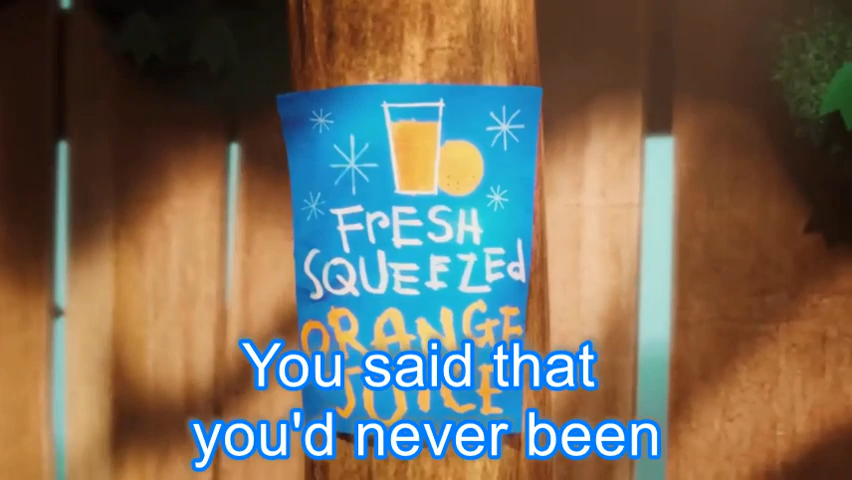 FrESH
SQUEEZEd
ORANGE
JUICE
You said that
you'd never been